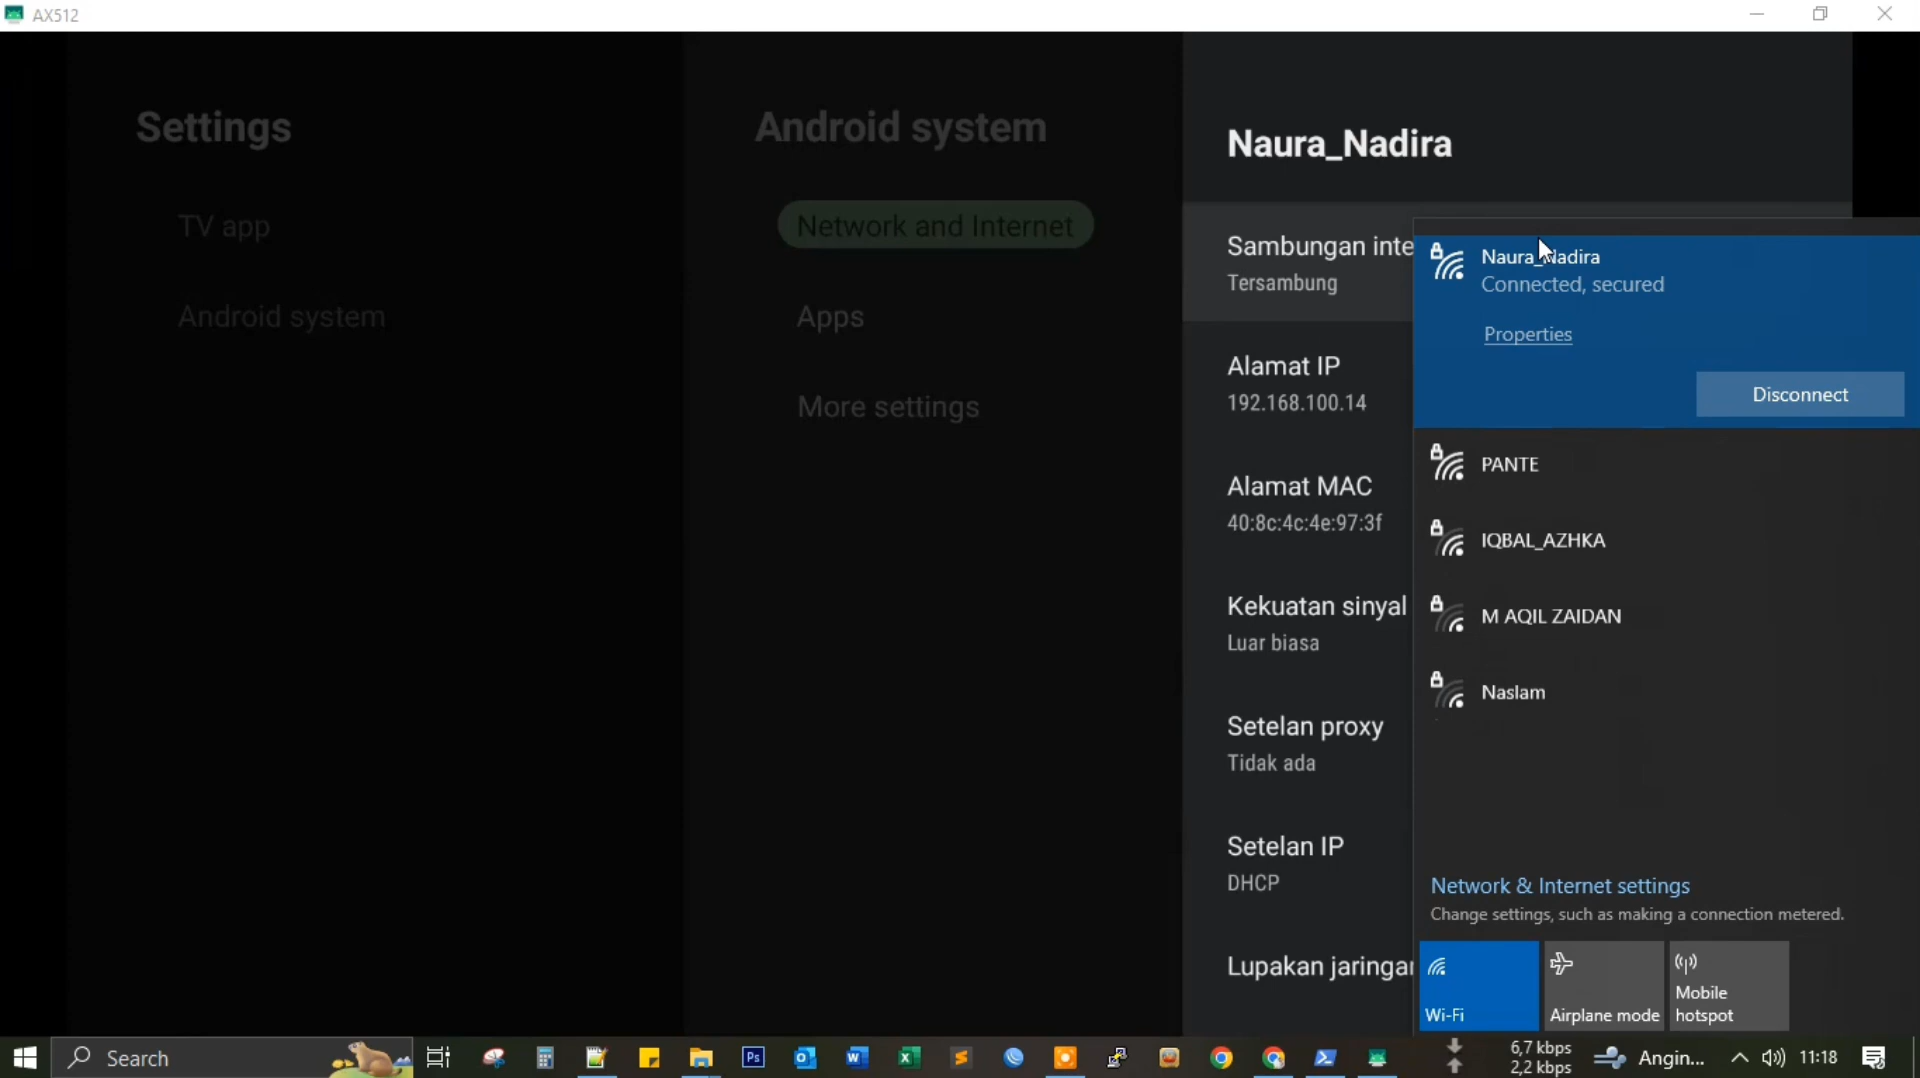 AX512
Settings
TV app
Android system
Android system
Network and Internet
Apps
More settings
Naura_Nadira
Sambungan inte
Tersambung
Alamat IP
192.168.100.14
Alamat MAC
40:8c:4c:4e:97:3f
Kekuatan sinyal
Luar biasa
Setelan proxy
Tidak ada
Setelan IP
DHCP
Lupakan jaringa
Naura_Nadira
Connected, secured
Properties
Disconnect
PANTE
IQBAL_AZHKA
M AQIL ZAIDAN
Naslam
Network & Internet settings
Change settings, such as making a connection metered.
Wi-Fi
Airplane mode
Mobile
hotspot
Search
Ps
6,7 kbps
2,2 kbps
Angin...
11:18